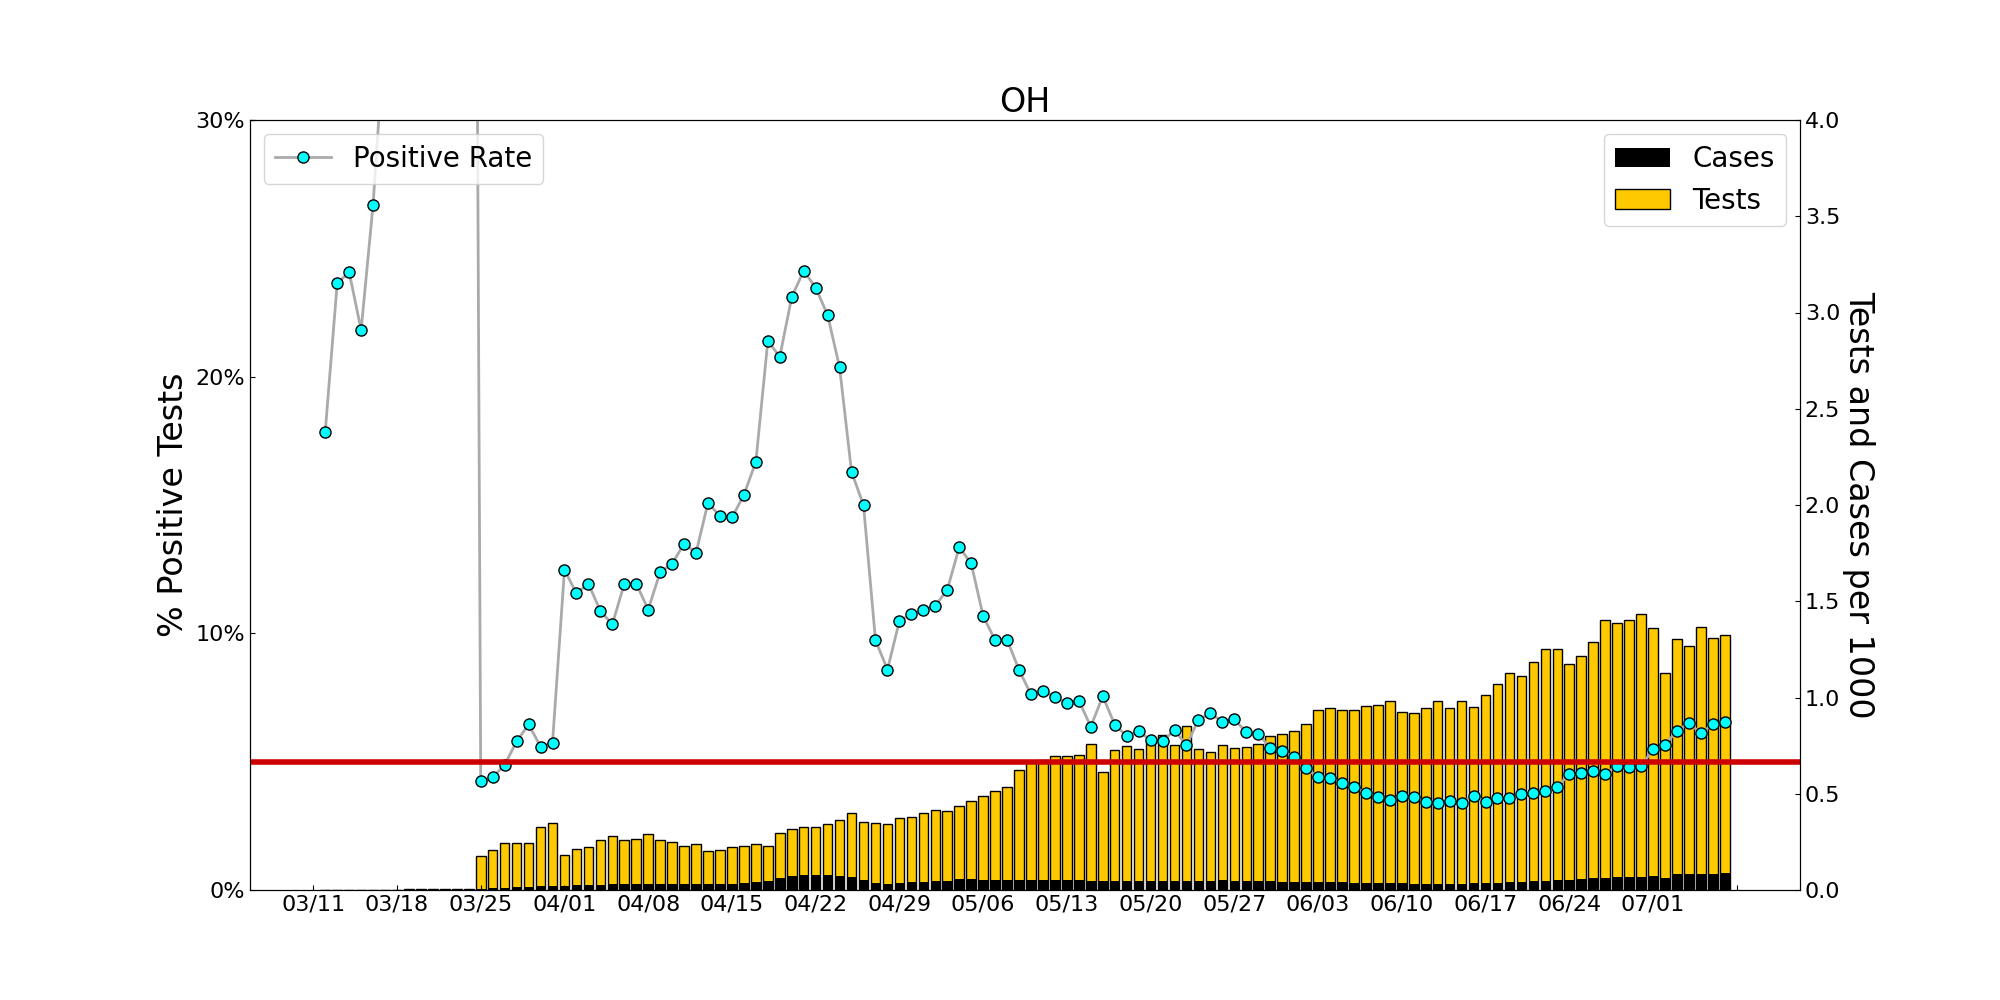 OH
Positive Rate
Cases
Tests
% Positive Tests
30%
20%
10%
0%
4.0
3.5
3.0
2.5
2.0
1.5
1.0
0.5
0.0
Tests and Cases per 1000
03/11 03/18 03/25 04/01 04/08 04/15 04/22 04/29 05/06 05/13 05/20 05/27 06/03 06/10 06/17 06/24 07/01